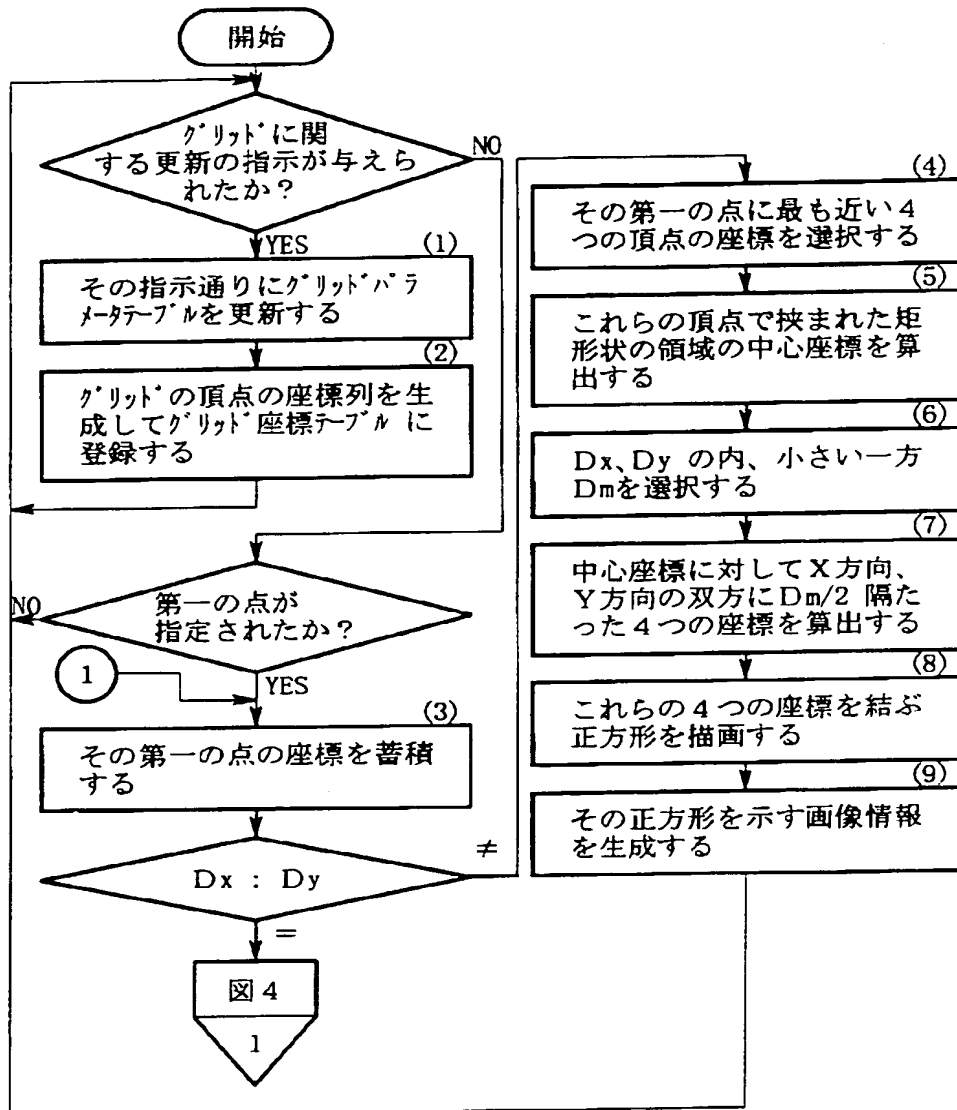 開始
グリッドに関
する更新の指示が与えら
れたか?
NO
YES
(1)
その指示通りにグリッドパラ
メータテーブルを更新する
(2)
グリッドの頂点の座標列を生
成してグリッド座標テーブルに
登録する
第一の点が
指定されたか?
NO
YES
1
(3)
その第一の点の座標を蓄積
する
Dx : Dy
≠
=
図4
1
(4)
その第一の点に最も近い4
つの頂点の座標を選択する
(5)
これらの頂点で挟まれた矩
形状の領域の中心座標を算
出する
(6)
Dx、Dy の内、小さい一方
Dmを選択する
(7)
中心座標に対してX方向、
Y方向の双方にDm/2 隔た
った4つの座標を算出する
(8)
これらの4つの座標を結ぶ
正方形を描画する
(9)
その正方形を示す画像情報
を生成する